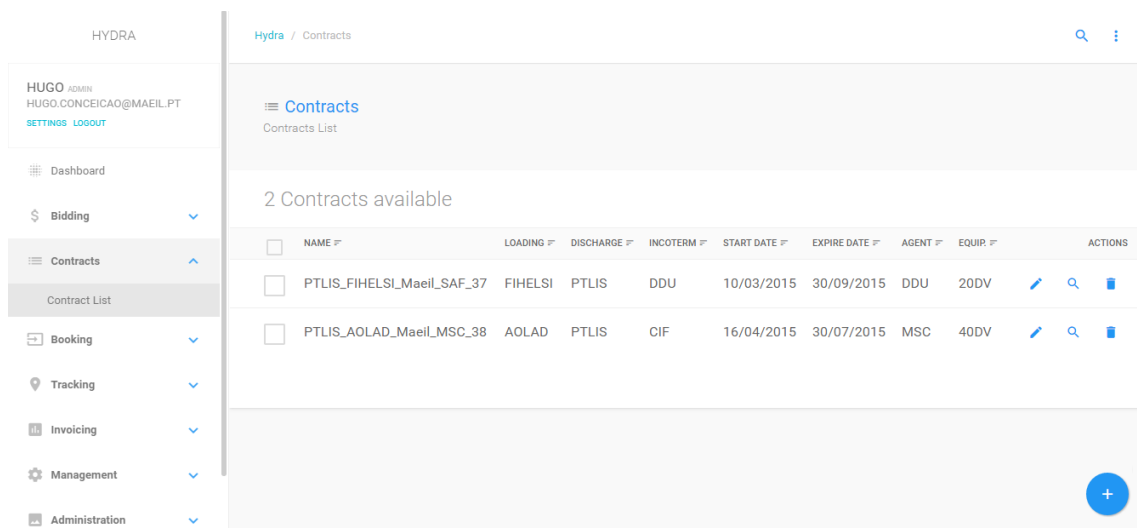 HYDRA
HUGO ADMIN
HUGO.CONCEICAO@MAEIL.PT
SETTINGS LOGOUT
Dashboard
Bidding
Contracts
Contract List
Booking
Tracking
Invoicing
Management
Administration
Hydra / Contracts
Contracts
Contracts List
2 Contracts available
NAME LOADING DISCHARGE INCOTERM START DATE EXPIRE DATE AGENT EQUIP. ACTIONS
PTLIS_FIHELSI_Maeil_SAF_37 FIHELSI PTLIS DDU 10/03/2015 30/09/2015 DDU 20DV
PTLIS_AOLAD_Maeil_MSC_38 AOLAD PTLIS CIF 16/04/2015 30/07/2015 MSC 40DV